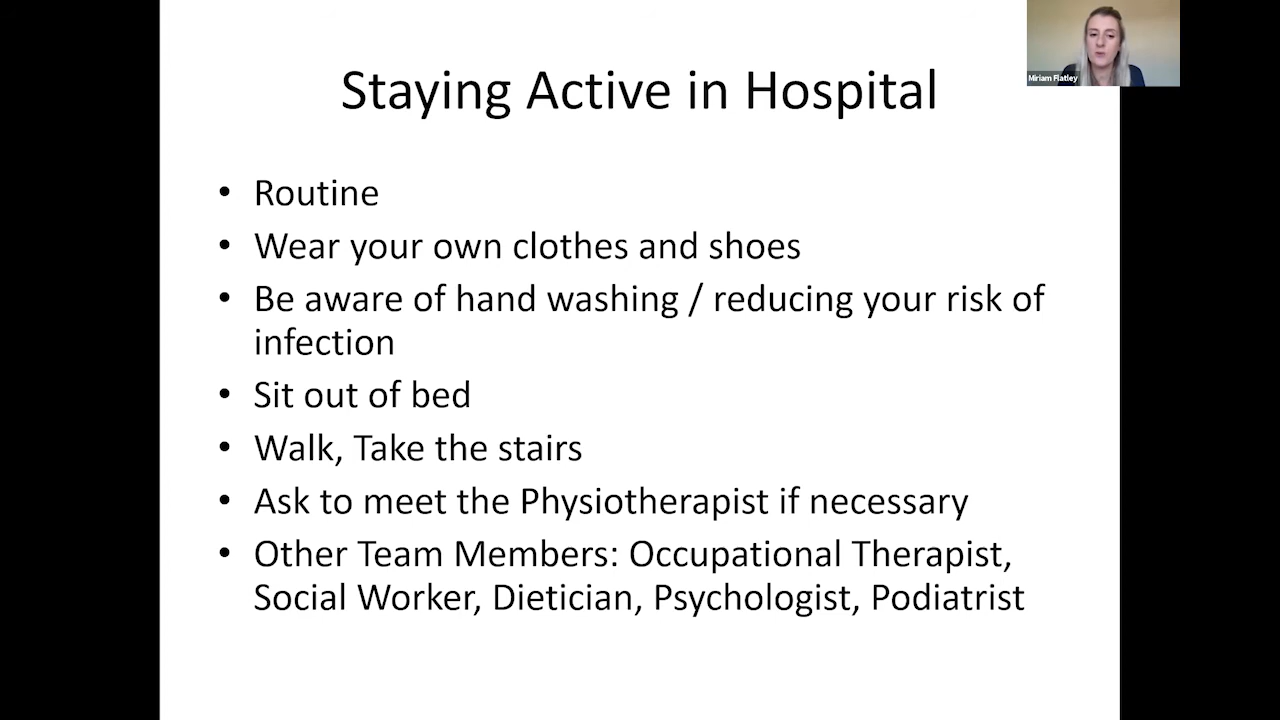 Staying Active in Hospital
Miriam Flatley
• Routine
• Wear your own clothes and shoes
• Be aware of hand washing / reducing your risk of
infection
• Sit out of bed
• Walk, Take the stairs
• Ask to meet the Physiotherapist if necessary
• Other Team Members: Occupational Therapist,
Social Worker, Dietician, Psychologist, Podiatrist